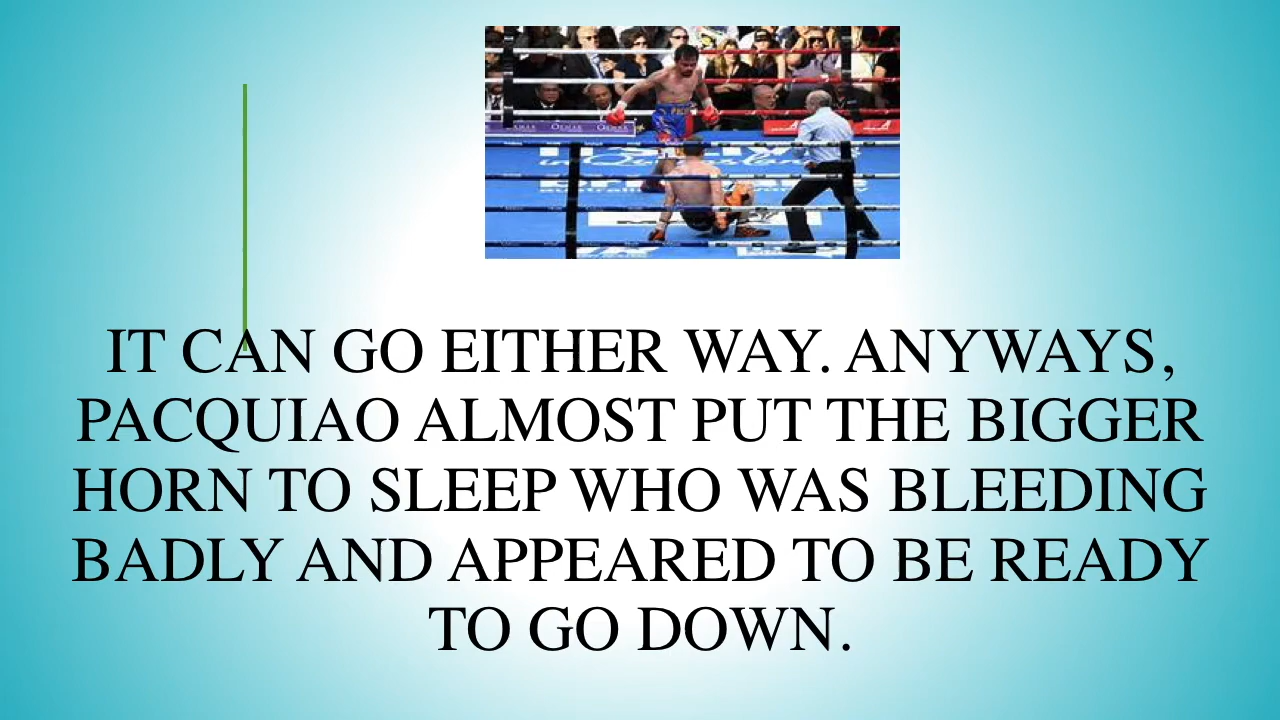 IT CAN GO EITHER WAY. ANYWAYS,
PACQUIAO ALMOST PUT THE BIGGER
HORN TO SLEEP WHO WAS BLEEDING
BADLY AND APPEARED TO BE READY
TO GO DOWN.